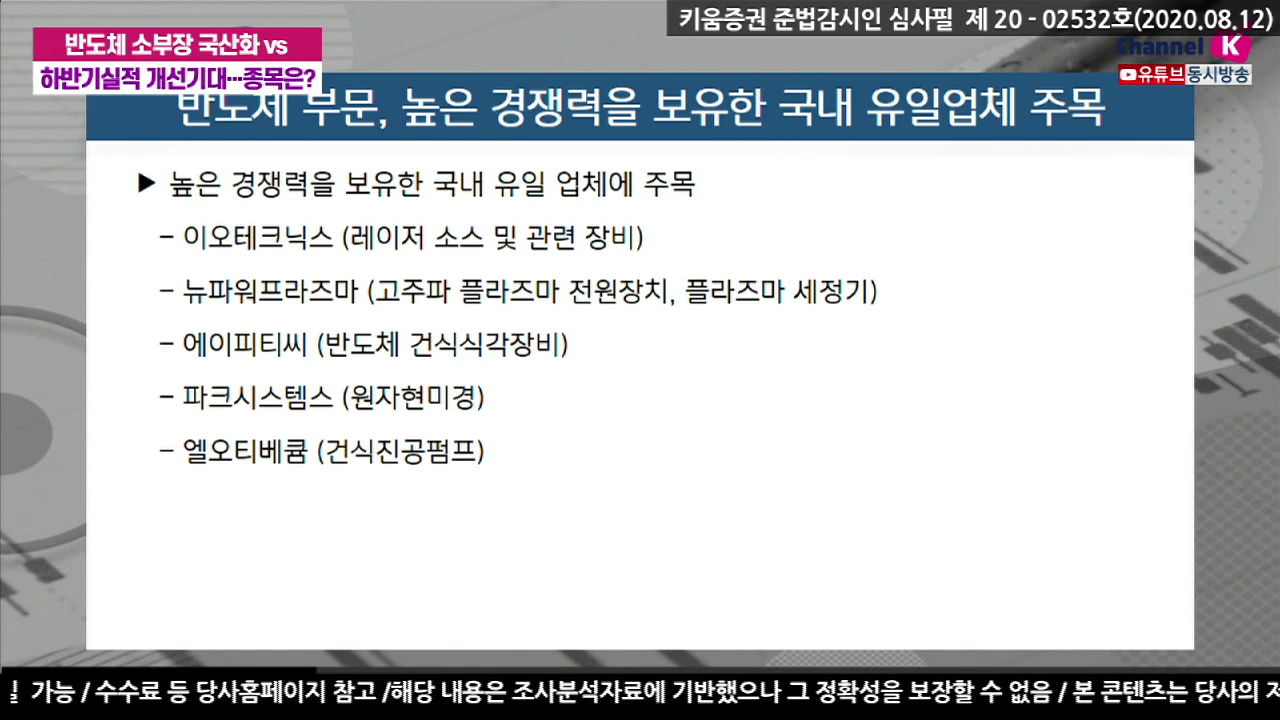 키움증권 준법감시인 심사필 제 20 - 02532호(2020.08.12)
반도체 소부장 국산화 vs
하반기실적 개선기대…종목은?
Channel K
유튜브동시방송
반도체 부문, 높은 경쟁력을 보유한 국내 유일업체 주목
▶ 높은 경쟁력을 보유한 국내 유일 업체에 주목
– 이오테크닉스 (레이저 소스 및 관련 장비)
– 뉴파워프라즈마 (고주파 플라즈마 전원장치, 플라즈마 세정기)
– 에이피티씨 (반도체 건식식각장비)
– 파크시스템스 (원자현미경)
– 엘오티베큠 (건식진공펌프)
가능 / 수수료 등 당사홈페이지 참고 /해당 내용은 조사분석자료에 기반했으나 그 정확성을 보장할 수 없음 / 본 콘텐츠는 당사의